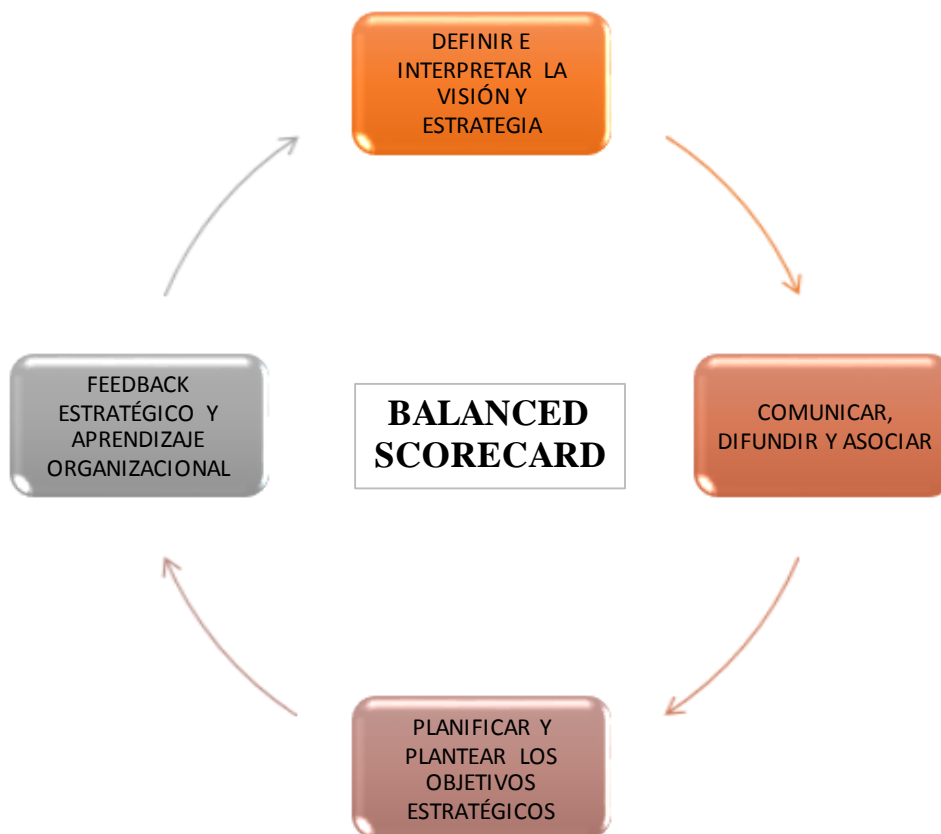 DEFINIR E
INTERPRETAR LA
VISIÓN Y
ESTRATEGIA
FEEDBACK
ESTRATÉGICO Y
APRENDIZAJE
ORGANIZACIONAL
BALANCED
SCORECARD
COMUNICAR,
DIFUNDIR Y ASOCIAR
PLANIFICAR Y
PLANTEAR LOS
OBJETIVOS
ESTRATÉGICOS